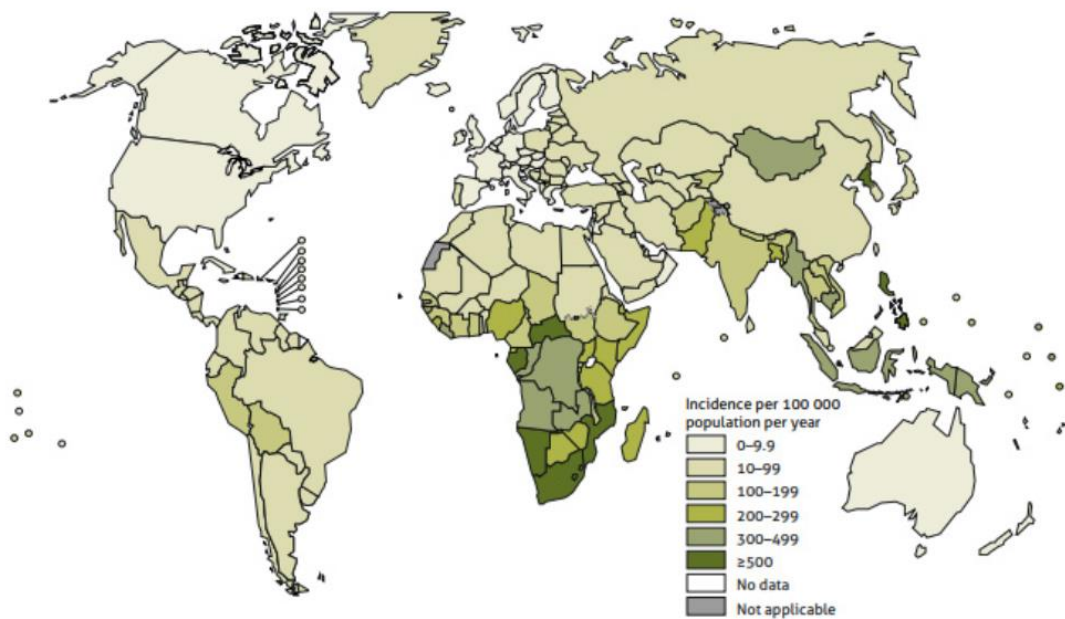 Incidence per 100 000
population per year
0–9.9
10–99
100–199
200–299
300–499
≥500
No data
Not applicable